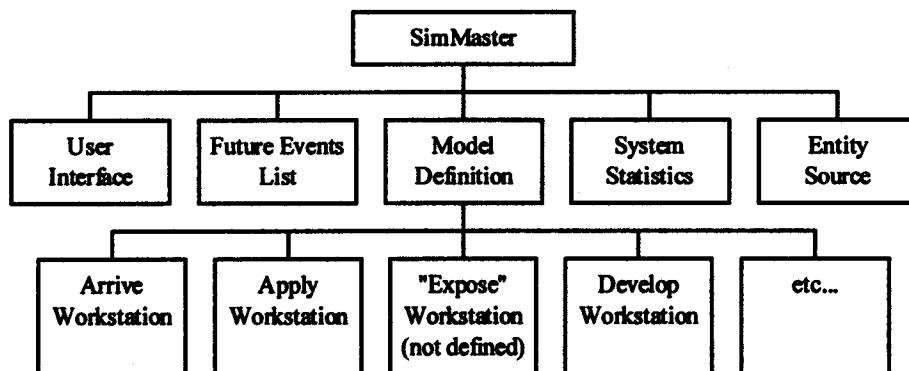 SimMaster
User
Interface
Future Events
List
Model
Definition
System
Statistics
Entity
Source
Arrive
Workstation
Apply
Workstation
"Expose"
Workstation
(not defined)
Develop
Workstation
etc...